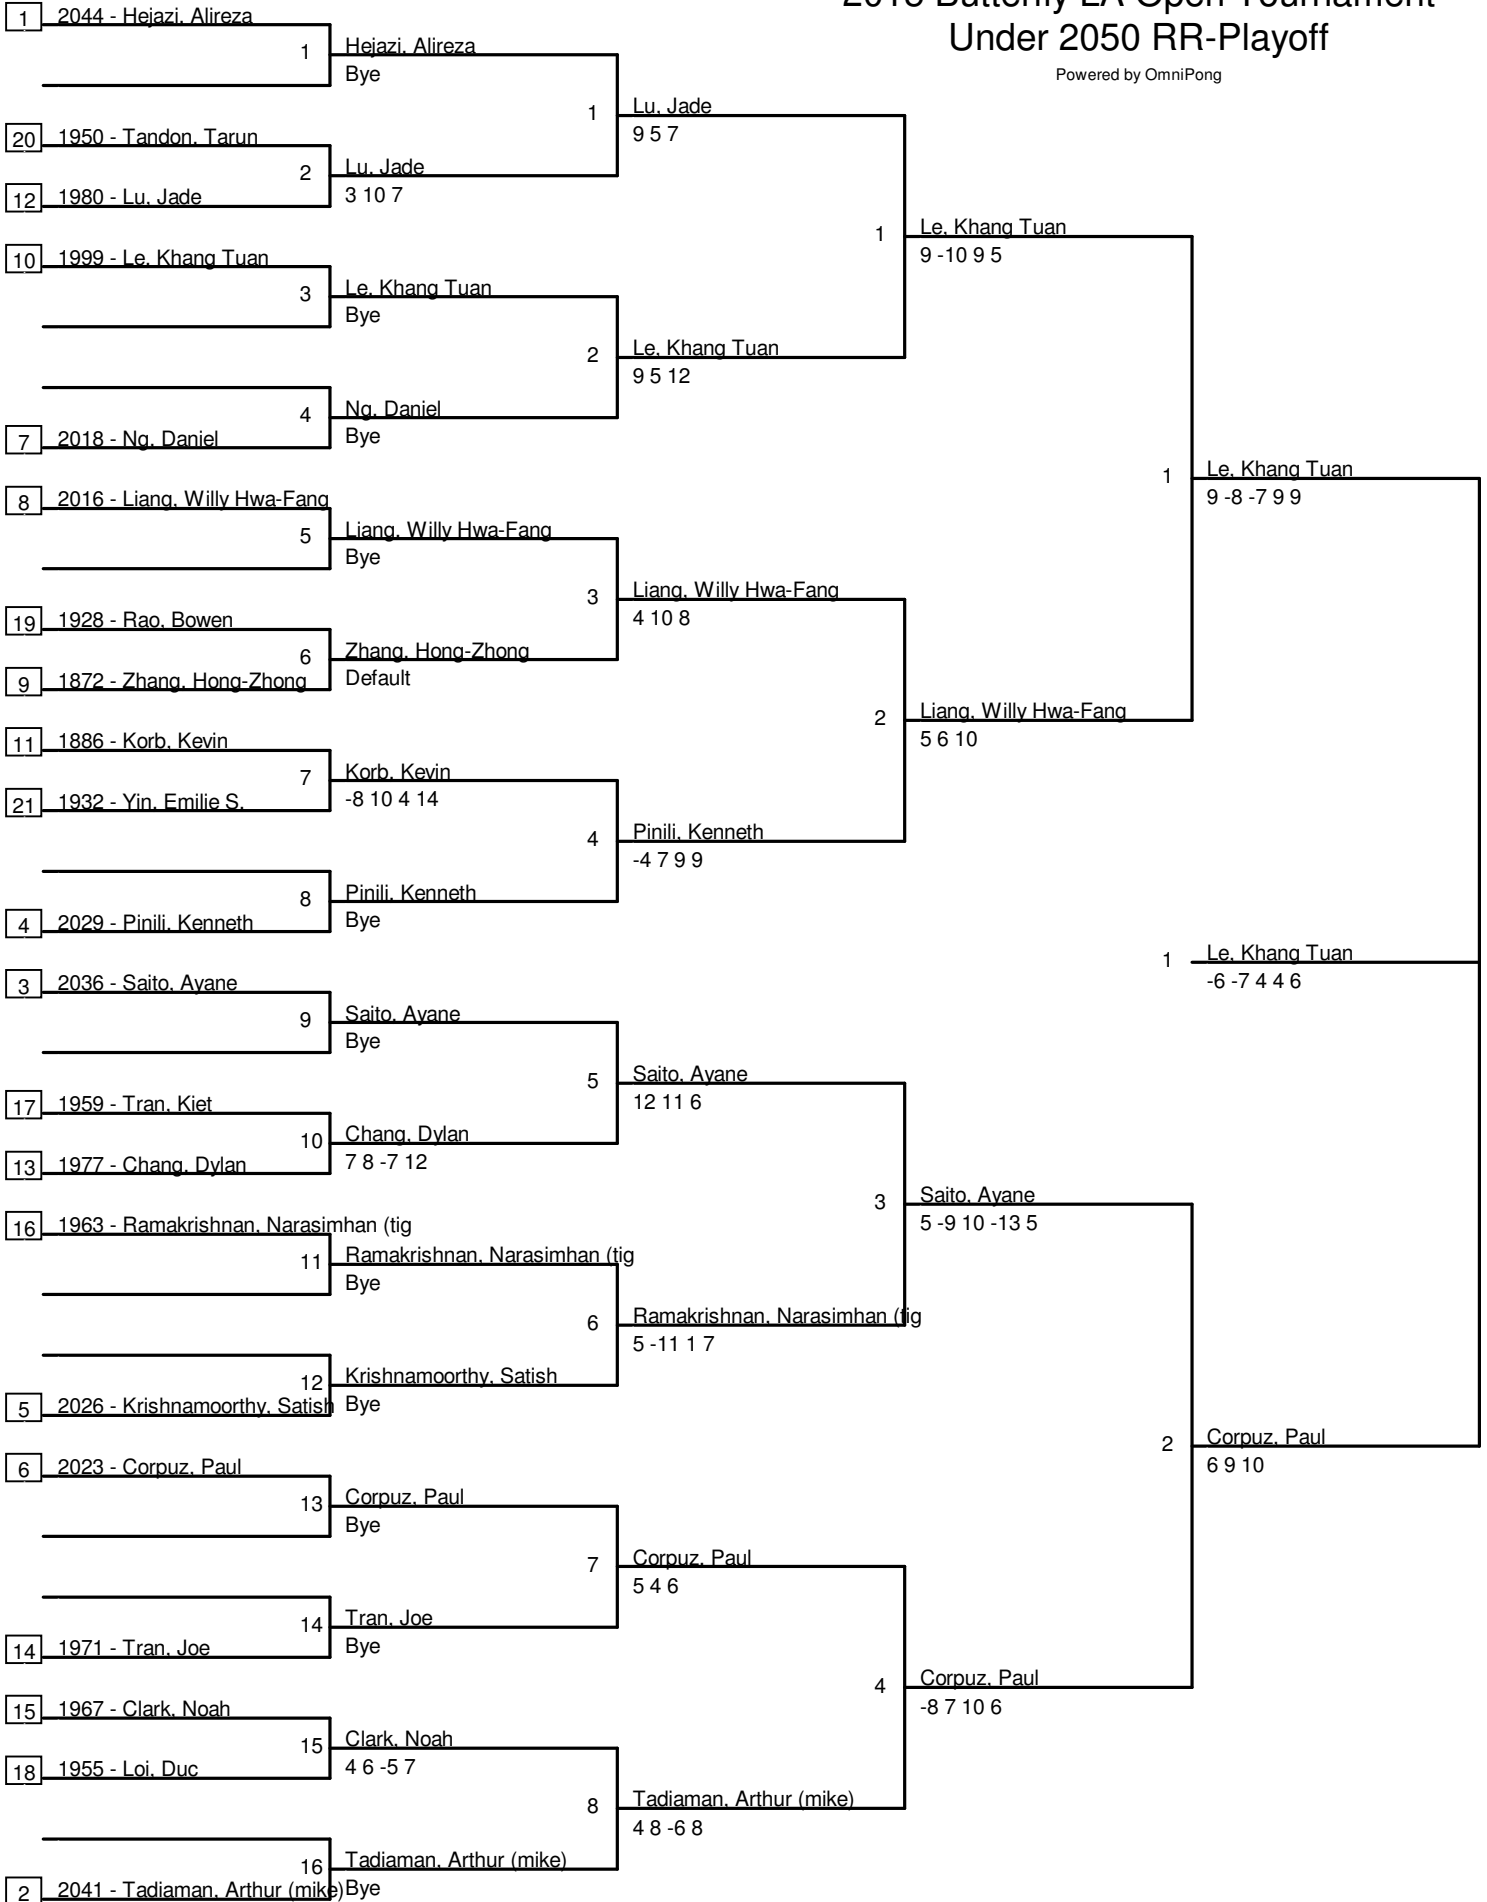 2018 Butterfly LA Open Tournament
Under 2050 RR-Playoff
Powered by OmniPong
1 2044 - Hejazi, Alireza
1 Hejazi, Alireza
Bye
1 Lu, Jade
9 5 7
20 1950 - Tandon, Tarun
2 Lu, Jade
3 10 7
12 1980 - Lu, Jade
1 Le, Khang Tuan
9 -10 9 5
10 1999 - Le, Khang Tuan
3 Le, Khang Tuan
Bye
2 Le, Khang Tuan
9 5 12
4 Ng, Daniel
Bye
7 2018 - Ng, Daniel
1 Le, Khang Tuan
9 -8 -7 9 9
8 2016 - Liang, Willy Hwa-Fang
5 Liang, Willy Hwa-Fang
Bye
3 Liang, Willy Hwa-Fang
4 10 8
19 1928 - Rao, Bowen
6 Zhang, Hong-Zhong
Default
9 1872 - Zhang, Hong-Zhong
2 Liang, Willy Hwa-Fang
5 6 10
11 1886 - Korb, Kevin
7 Korb, Kevin
-8 10 4 14
21 1932 - Yin, Emilie S.
4 Pinili, Kenneth
-4 7 9 9
8 Pinili, Kenneth
Bye
4 2029 - Pinili, Kenneth
1 Le, Khang Tuan
-6 -7 4 4 6
3 2036 - Saito, Ayane
9 Saito, Ayane
Bye
5 Saito, Ayane
12 11 6
17 1959 - Tran, Kiet
10 Chang, Dylan
7 8 -7 12
13 1977 - Chang, Dylan
3 Saito, Ayane
5 -9 10 -13 5
16 1963 - Ramakrishnan, Narasimhan (tig
11 Ramakrishnan, Narasimhan (tig
Bye
6 Ramakrishnan, Narasimhan (tig
5 -11 1 7
12 Krishnamoorthy, Satish
Bye
5 2026 - Krishnamoorthy, Satish
2 Corpuz, Paul
6 9 10
6 2023 - Corpuz, Paul
13 Corpuz, Paul
Bye
7 Corpuz, Paul
5 4 6
14 Tran, Joe
Bye
14 1971 - Tran, Joe
4 Corpuz, Paul
-8 7 10 6
15 1967 - Clark, Noah
15 Clark, Noah
4 6 -5 7
18 1955 - Loi, Duc
8 Tadiaman, Arthur (mike)
4 8 -6 8
16 Tadiaman, Arthur (mike)
Bye
2 2041 - Tadiaman, Arthur (mike)